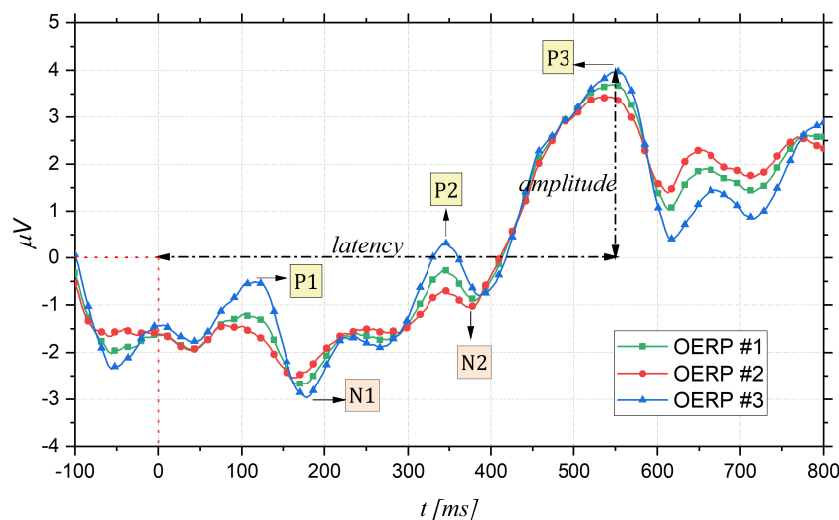 5
4
3
2
1
0
-1
-2
-3
-4
μV
P3
P2
amplitude
latency
P1
N2
N1
OERP #1
OERP #2
OERP #3
-100 0 100 200 300 400 500 600 700 800
t [ms]